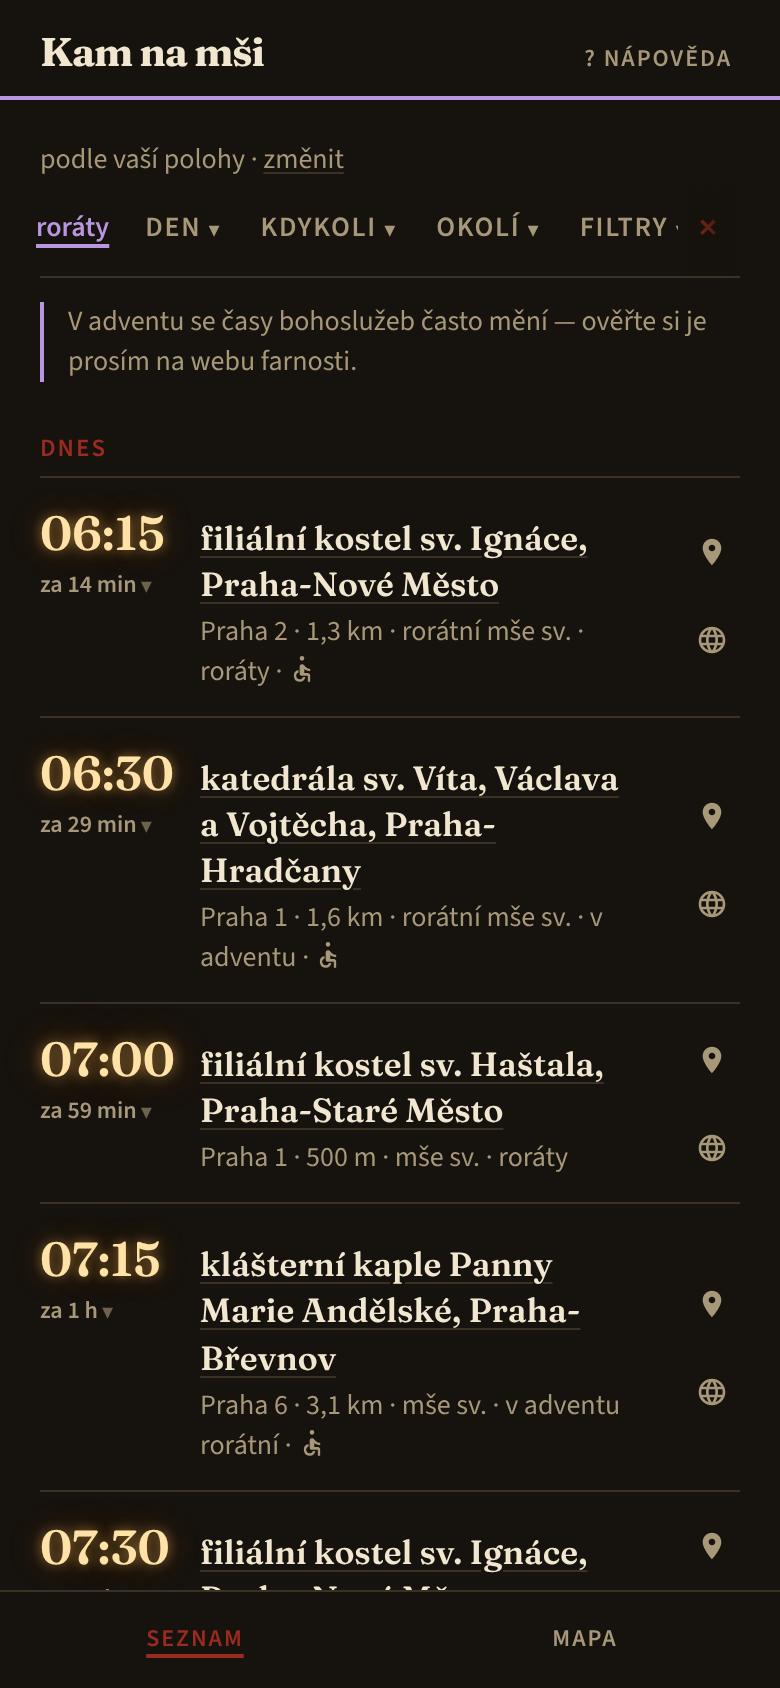 Kam na mši
? NÁPOVĚDA
podle vaší polohy · změnit
roráty DEN ▾ KDYKOLI ▾ OKOLÍ ▾ FILTRY ✕
V adventu se časy bohoslužeb často mění — ověřte si je
prosím na webu farnosti.
DNES
06:15
za 14 min ▾
filiální kostel sv. Ignáce,
Praha-Nové Město
Praha 2 · 1,3 km · rorátní mše sv. ·
roráty ·
06:30
za 29 min ▾
katedrála sv. Víta, Václava
a Vojtěcha, Praha-
Hradčany
Praha 1 · 1,6 km · rorátní mše sv. · v
adventu ·
07:00
za 59 min ▾
filiální kostel sv. Haštala,
Praha-Staré Město
Praha 1 · 500 m · mše sv. · roráty
07:15
za 1 h ▾
klášterní kaple Panny
Marie Andělské, Praha-
Břevnov
Praha 6 · 3,1 km · mše sv. · v adventu
rorátní ·
07:30
filiální kostel sv. Ignáce,
SEZNAM
MAPA